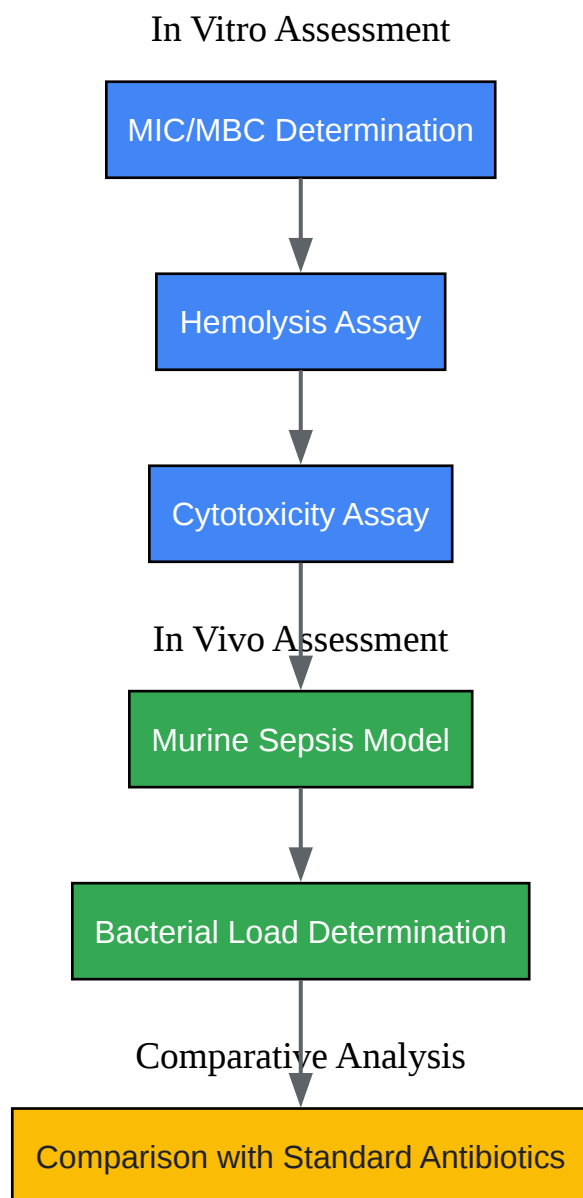 In Vitro Assessment
MIC/MBC Determination
Hemolysis Assay
Cytotoxicity Assay
In Vivo Assessment
Murine Sepsis Model
Bacterial Load Determination
Comparative Analysis
Comparison with Standard Antibiotics